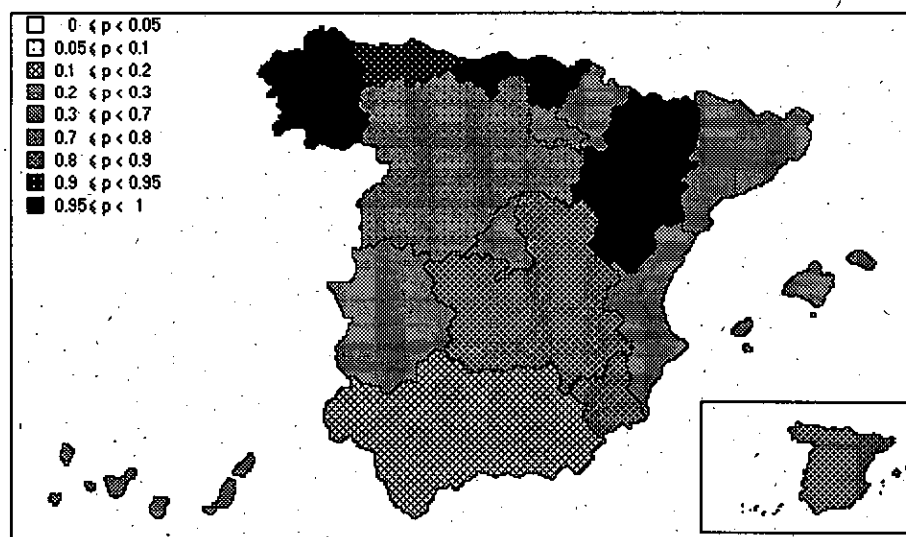 0 ≤ p < 0.05
0.05 ≤ p < 0.1
0.1 ≤ p < 0.2
0.2 ≤ p < 0.3
0.3 ≤ p < 0.7
0.7 ≤ p < 0.8
0.8 ≤ p < 0.9
0.9 ≤ p < 0.95
0.95 ≤ p < 1